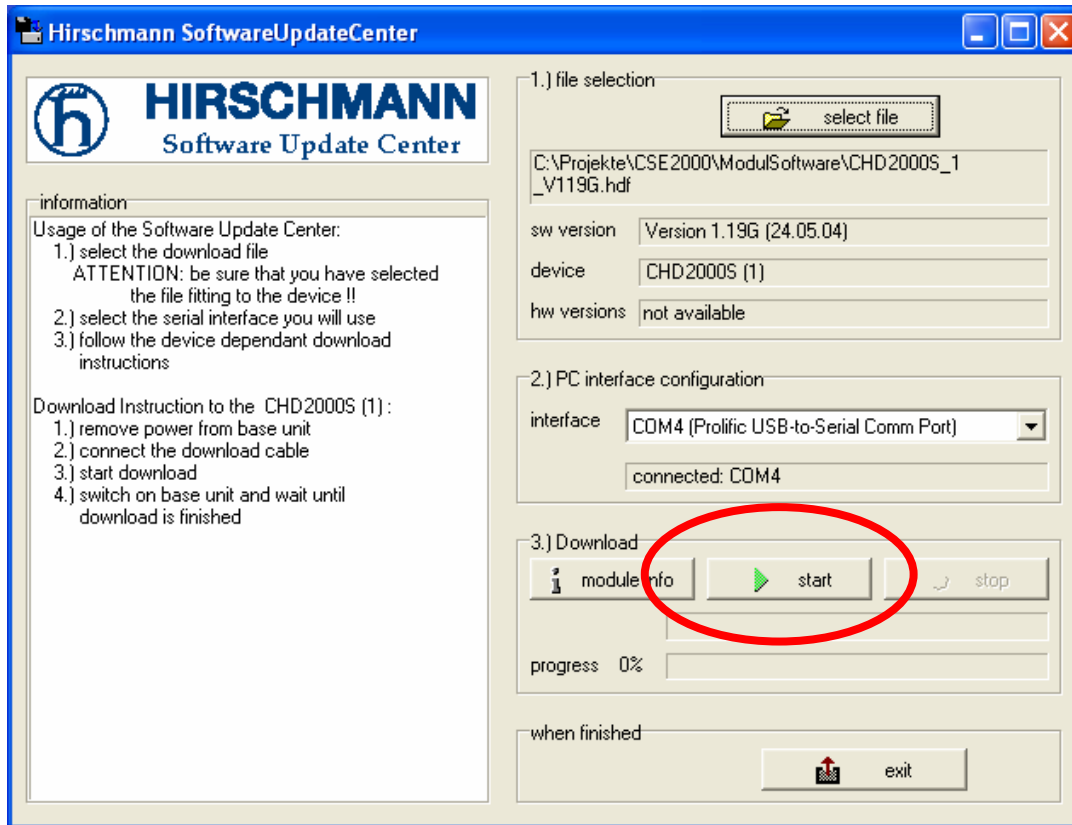 Hirschmann SoftwareUpdateCenter
HIRSCHMANN
Software Update Center
information
Usage of the Software Update Center:
1.) select the download file
ATTENTION: be sure that you have selected
the file fitting to the device !!
2.) select the serial interface you will use
3.) follow the device dependant download
instructions
Download Instruction to the CHD2000S (1) :
1.) remove power from base unit
2.) connect the download cable
3.) start download
4.) switch on base unit and wait until
download is finished
1.) file selection
select file
C:\Projekte\CSE2000\ModulSoftware\CHD2000S_1
_V119G.hdf
sw version Version 1.19G (24.05.04)
device CHD2000S (1)
hw versions not available
2.) PC interface configuration
interface COM4 (Prolific USB-to-Serial Comm Port)
connected: COM4
3.) Download
module info start stop
progress 0%
when finished
exit